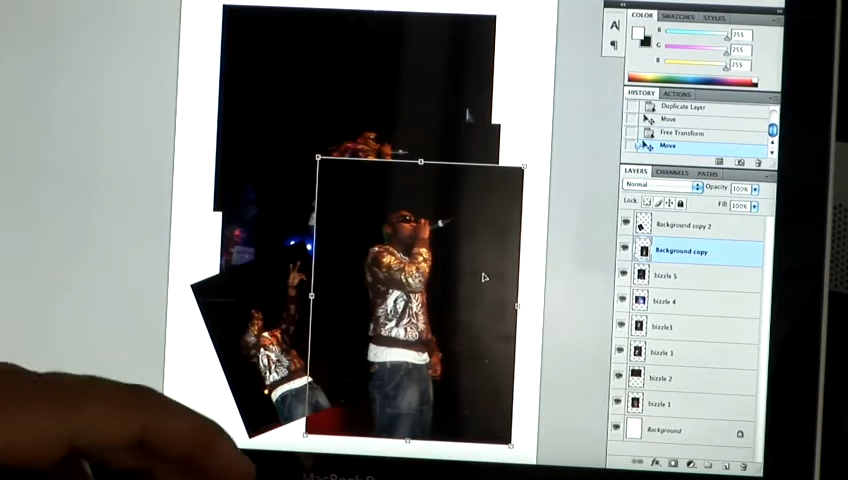 A
COLOR SWATCHES STYLES
R 255
G 255
B 255
HISTORY ACTIONS
Duplicate Layer
Move
Free Transform
Move
LAYERS CHANNELS PATHS
Normal Opacity: 100%
Lock: Fill: 100%
Background copy 2
Background copy
bizzle 5
bizzle 4
bizzle3
bizzle 3
bizzle 2
bizzle 1
Background
fx